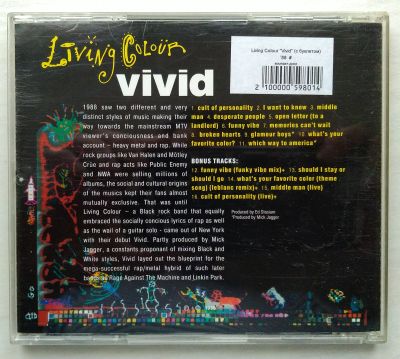 Living Colour
vivid
Living Colour "Vivid" (с буклетом)
'88 #
2 100000 598014
1988 saw two different and very
distinct styles of music making their
way towards the mainstream MTV
viewer's conciousness and bank
account – heavy metal and rap. While
rock groups like Van Halen and Mötley
Crüe and rap acts like Public Enemy
and NWA were selling millions of
albums, the social and cultural origins
of the musics kept their fans almost
mutually exclusive. That was until
Living Colour – a Black rock band that equally
embraced the socially concious lyrics of rap as well
as the wail of a guitar solo - came out of New York
with their debut Vivid. Partly produced by Mick
Jagger, a constant proponent of mixing Black and
White styles, Vivid layed out the blueprint for the
mega-successful rap/metal hybrid of such later
bands as Rage Against The Machine and Linkin Park.
1. cult of personality 2. i want to know 3. middle
man 4. desperate people 5. open letter (to a
landlord) 6. funny vibe 7. memories can't wait
8. broken hearts 9. glamour boys* 10. what's your
favorite color? 11. which way to america*
BONUS TRACKS:
12. funny vibe (funky vibe mix)+ 13. should i stay or
should i go 14. what's your favorite color (theme
song) (leblanc remix)+ 15. middle man (live)
16. cult of personality (live)+
Produced by Ed Stasium
*Produced by Mick Jagger